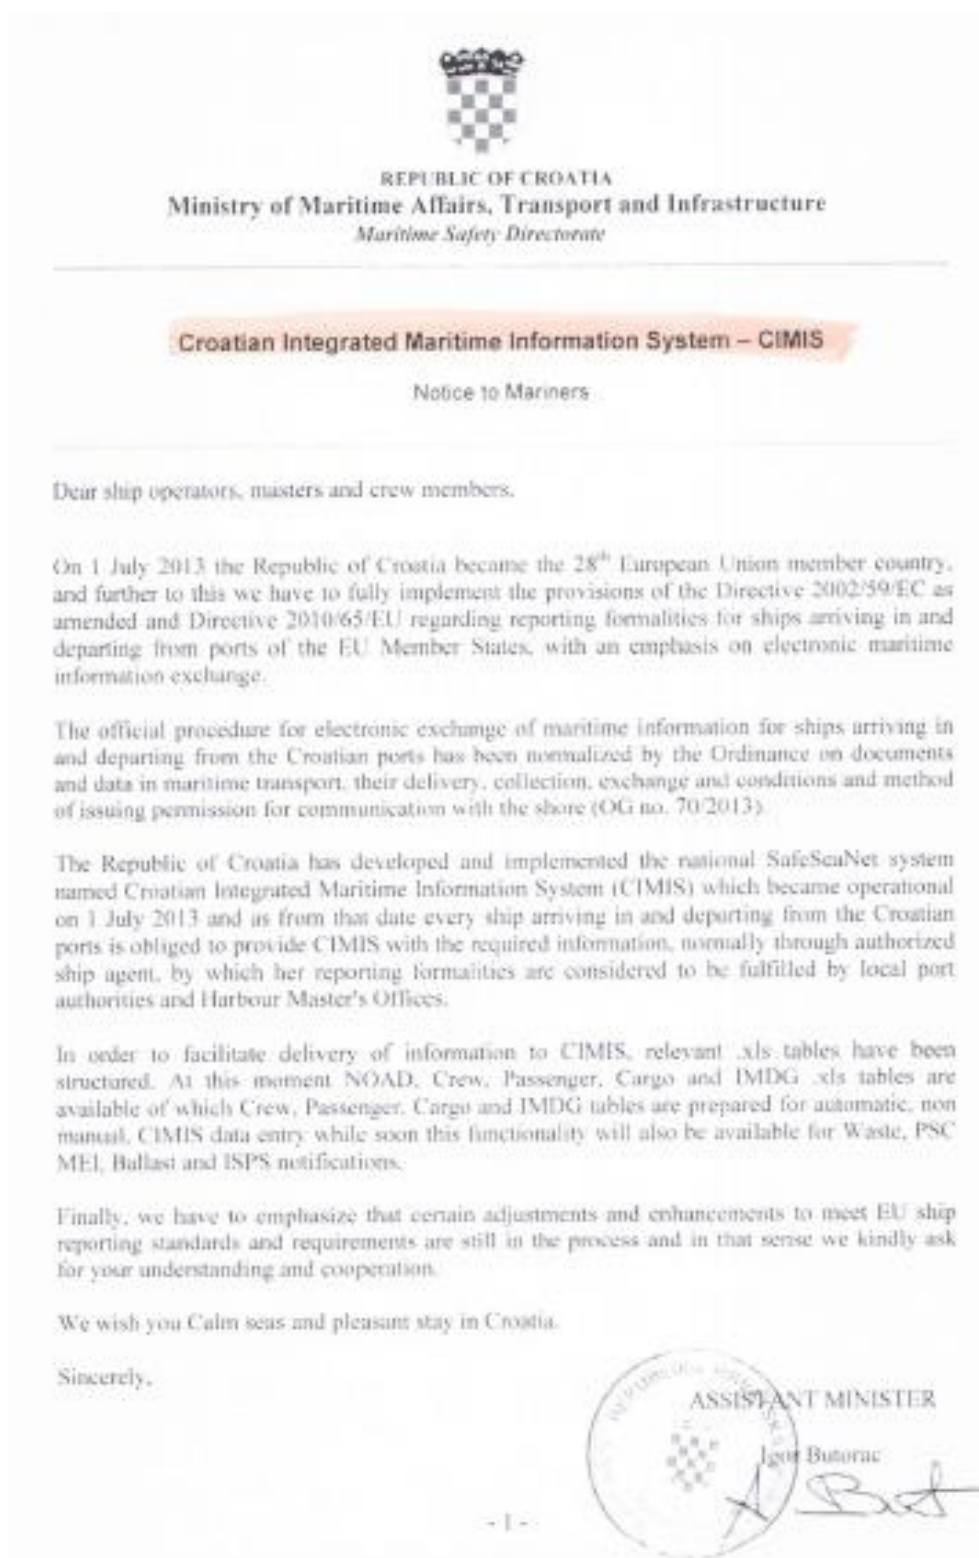 REPUBLIC OF CROATIA
Ministry of Maritime Affairs, Transport and Infrastructure
Maritime Safety Directorate
Croatian Integrated Maritime Information System – CIMIS
Notice to Mariners
Dear ship operators, masters and crew members,
On 1 July 2013 the Republic of Croatia became the 28th European Union member country,
and further to this we have to fully implement the provisions of the Directive 2002/59/EC as
amended and Directive 2010/65/EU regarding reporting formalities for ships arriving in and
departing from ports of the EU Member States, with an emphasis on electronic maritime
information exchange.
The official procedure for electronic exchange of maritime information for ships arriving in
and departing from the Croatian ports has been normalized by the Ordinance on documents
and data in maritime transport, their delivery, collection, exchange and conditions and method
of issuing permission for communication with the shore (OG no. 70/2013).
The Republic of Croatia has developed and implemented the national SafeSeaNet system
named Croatian Integrated Maritime Information System (CIMIS) which became operational
on 1 July 2013 and as from that date every ship arriving in and departing from the Croatian
ports is obliged to provide CIMIS with the required information, normally through authorized
ship agent, by which her reporting formalities are considered to be fulfilled by local port
authorities and Harbour Master's Offices.
In order to facilitate delivery of information to CIMIS, relevant .xls tables have been
structured. At this moment NOAD, Crew, Passenger, Cargo and IMDG .xls tables are
available of which Crew, Passenger, Cargo and IMDG tables are prepared for automatic, non
manual, CIMIS data entry while soon this functionality will also be available for Waste, PSC
MEI, Ballast and ISPS notifications.
Finally, we have to emphasize that certain adjustments and enhancements to meet EU ship
reporting standards and requirements are still in the process and in that sense we kindly ask
for your understanding and cooperation.
We wish you Calm seas and pleasant stay in Croatia.
Sincerely,
ASSISTANT MINISTER
Igor Butorac
- 1 -